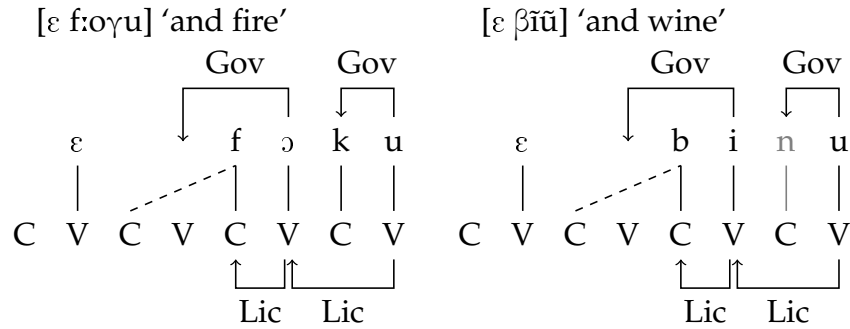 [ɛ fːoɣu] ‘and fire’ [ɛ βĩũ] ‘and wine’
Gov Gov Gov Gov
ɛ f ɔ k u ɛ b i n u
C V C V C V C V C V C V C V C V
Lic Lic Lic Lic